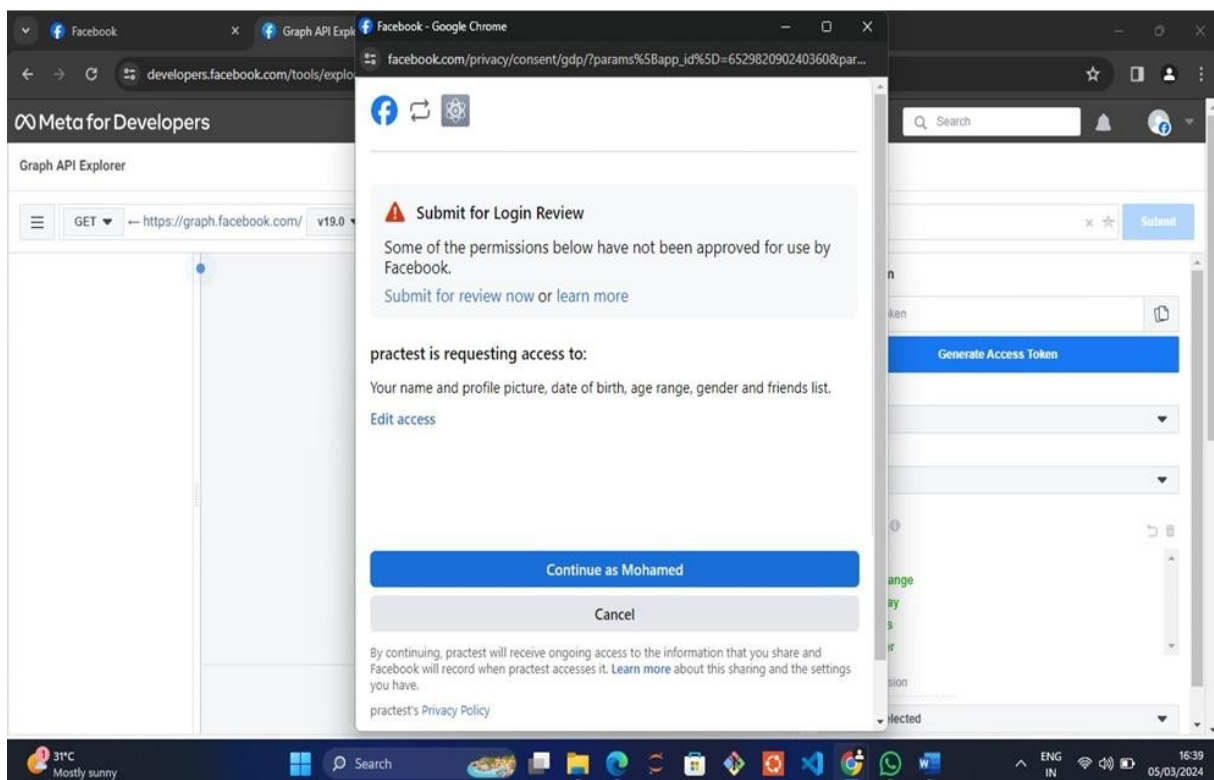 Facebook
Graph API Expl
Facebook - Google Chrome
developers.facebook.com/tools/explo
facebook.com/privacy/consent/gdp/?params%5Bapp_id%5D=652982090240360&par...
Meta for Developers
Search
Graph API Explorer
GET
https://graph.facebook.com/
v19.0
Submit
Submit for Login Review
Some of the permissions below have not been approved for use by
Facebook.
Submit for review now or learn more
practest is requesting access to:
Your name and profile picture, date of birth, age range, gender and friends list.
Edit access
Continue as Mohamed
Cancel
By continuing, practest will receive ongoing access to the information that you share and
Facebook will record when practest accesses it. Learn more about this sharing and the settings
you have.
practest's Privacy Policy
n
ken
Generate Access Token
ange
ay
s
er
sion
elected
1
31°C
Mostly sunny
Search
ENG
IN
16:39
05/03/2024